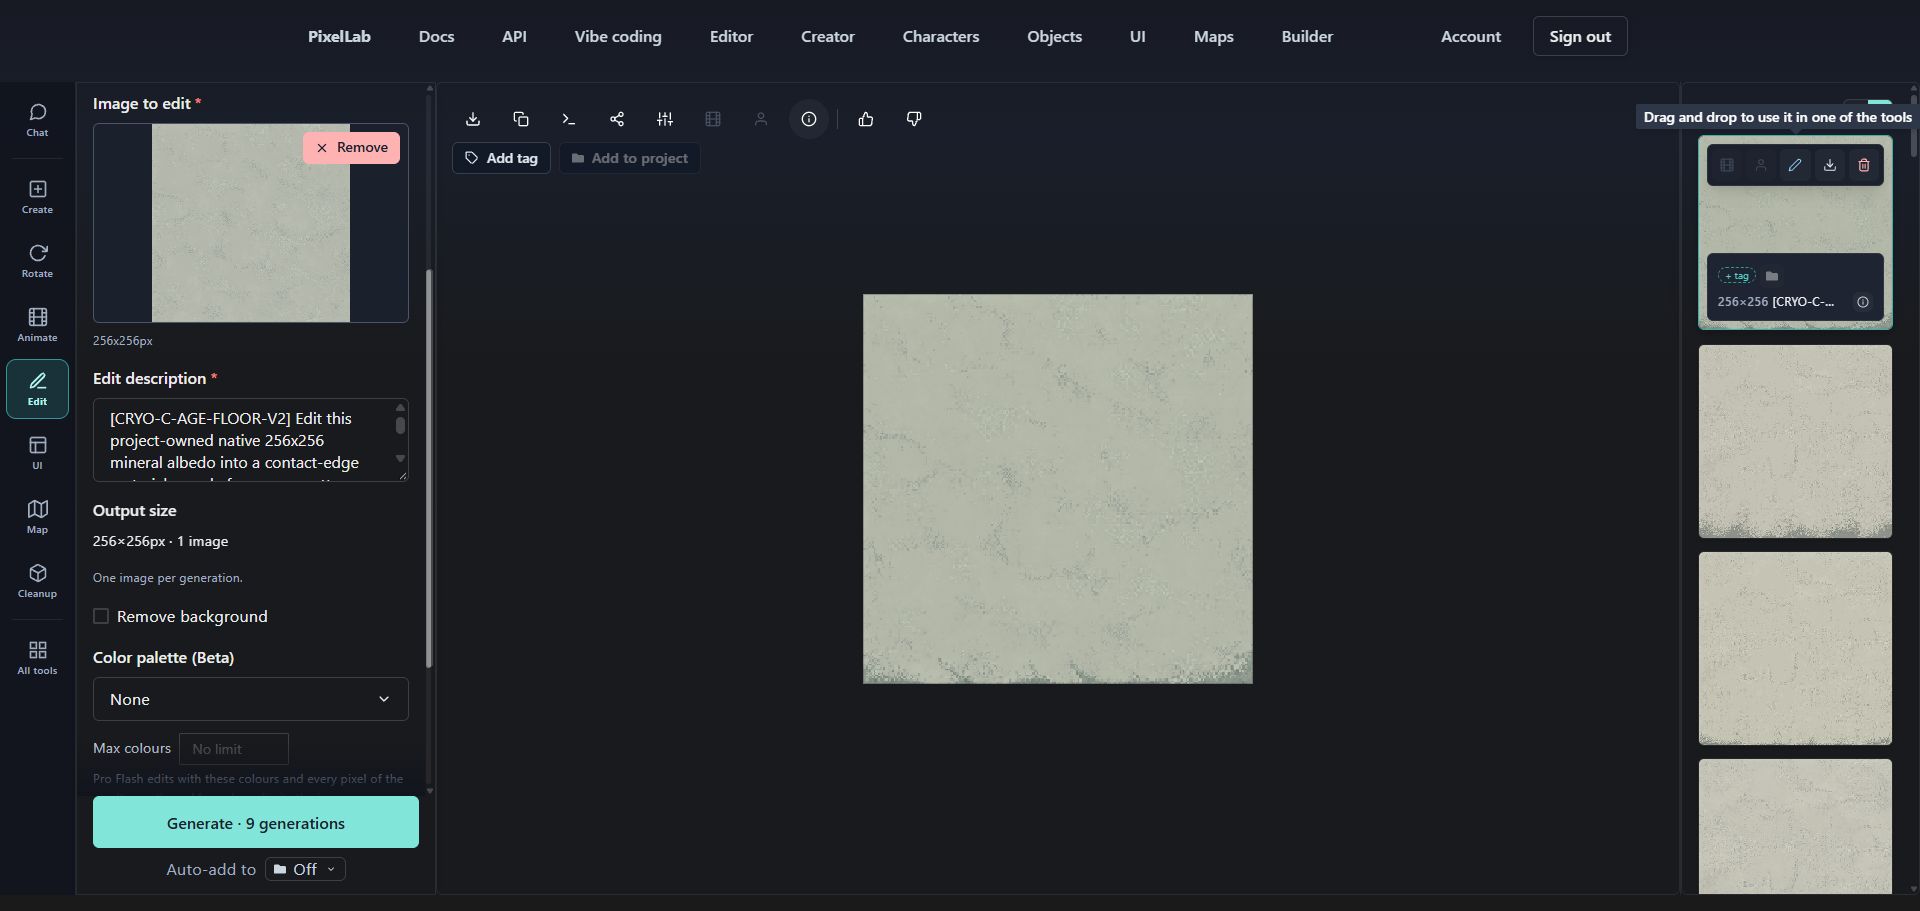 PixelLab
Docs
API
Vibe coding
Editor
Creator
Characters
Objects
UI
Maps
Builder
Account
Sign out
Chat
Create
Rotate
Animate
Edit
UI
Map
Cleanup
All tools
Image to edit *
Remove
256x256px
Edit description *
[CRYO-C-AGE-FLOOR-V2] Edit this
project-owned native 256x256
mineral albedo into a contact-edge
Output size
256×256px · 1 image
One image per generation.
Remove background
Color palette (Beta)
None
Max colours
No limit
Pro Flash edits with these colours and every pixel of the
Generate · 9 generations
Auto-add to
Off
Add tag
Add to project
Drag and drop to use it in one of the tools
+ tag
256×256 [CRYO-C-...